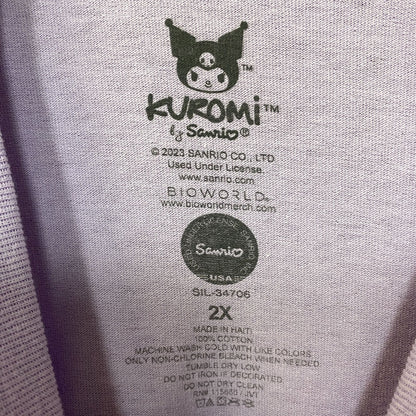 KUROMI™
by Sanrio®
© 2023 SANRIO CO., LTD.
Used Under License.
www.sanrio.com
BIOWORLD®
www.bioworldmerch.com
Sanrio
USA
SIL-34706
2X
MADE IN HAITI
100% COTTON
MACHINE WASH COLD WITH LIKE COLORS
ONLY NON-CHLORINE BLEACH WHEN NEEDED
TUMBLE DRY LOW
DO NOT IRON IF DECORATED
DO NOT DRY CLEAN